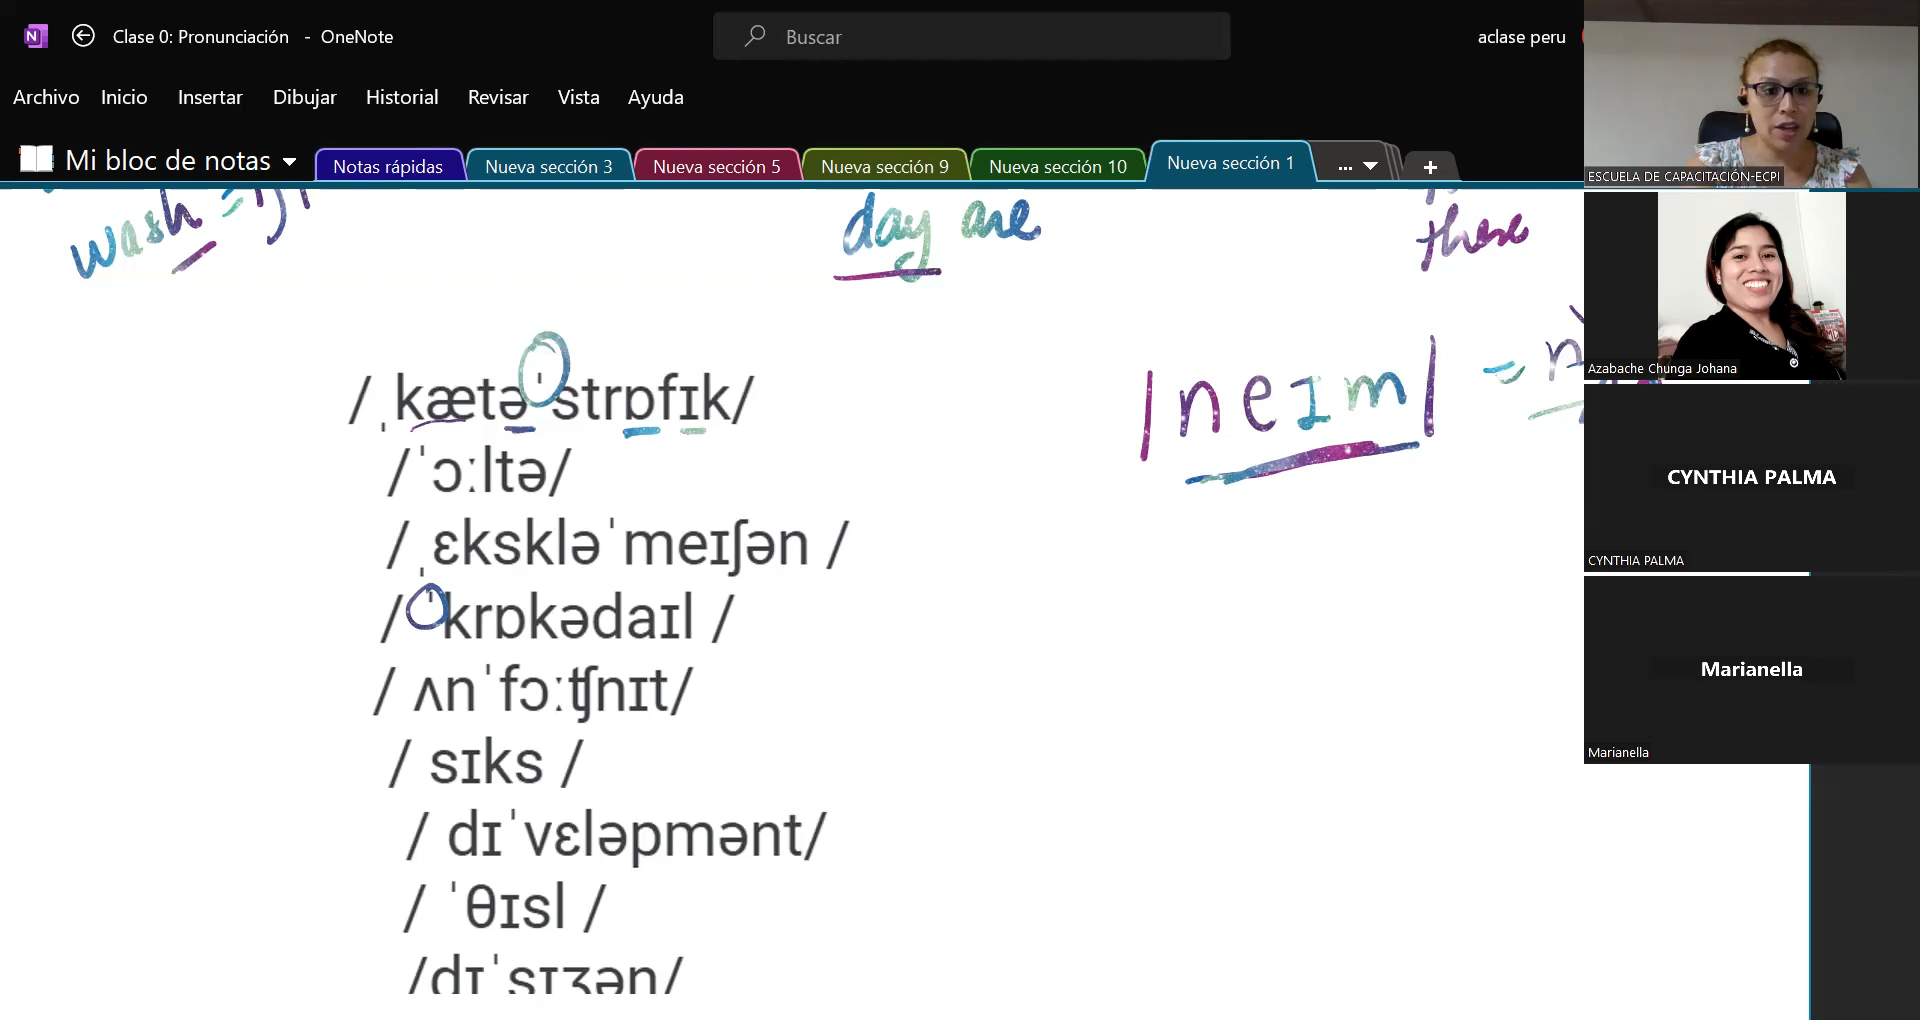 Clase 0: Pronunciación - OneNote
Buscar
aclase peru
Archivo Inicio Insertar Dibujar Historial Revisar Vista Ayuda
Mi bloc de notas
Notas rápidas
Nueva sección 3
Nueva sección 5
Nueva sección 9
Nueva sección 10
Nueva sección 1
...
+
wash =
day are
there
/ˌkætəˈstrɒfɪk/
/ˈɔːltə/
/ˌɛkskləˈmeɪʃən /
/ ˈkrɒkədaɪl /
/ ʌnˈfɔːʧnɪt/
/ sɪks /
/ dɪˈvɛləpmənt/
/ ˈθɪsl /
/dɪˈsɪʒən/
/neɪm/ =
ESCUELA DE CAPACITACIÓN-ECPI
Azabache Chunga Johana
CYNTHIA PALMA
CYNTHIA PALMA
Marianella
Marianella